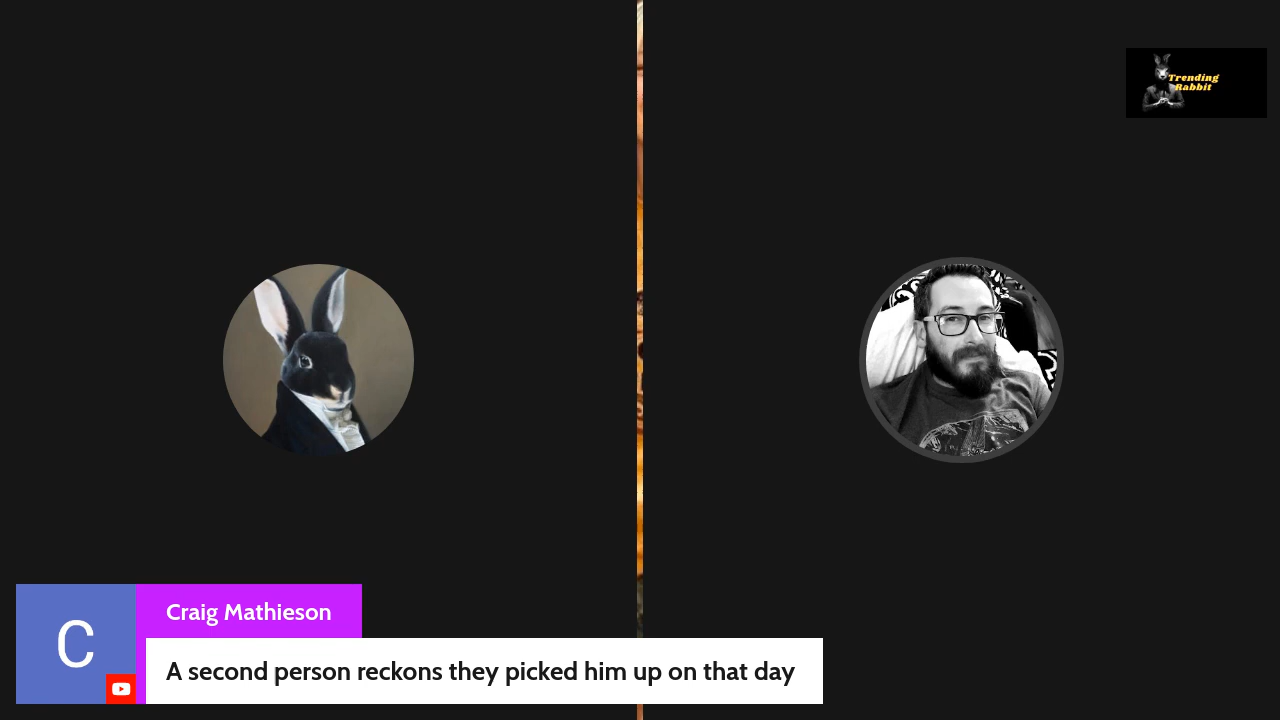 Trending
Rabbit
C
Craig Mathieson
A second person reckons they picked him up on that day